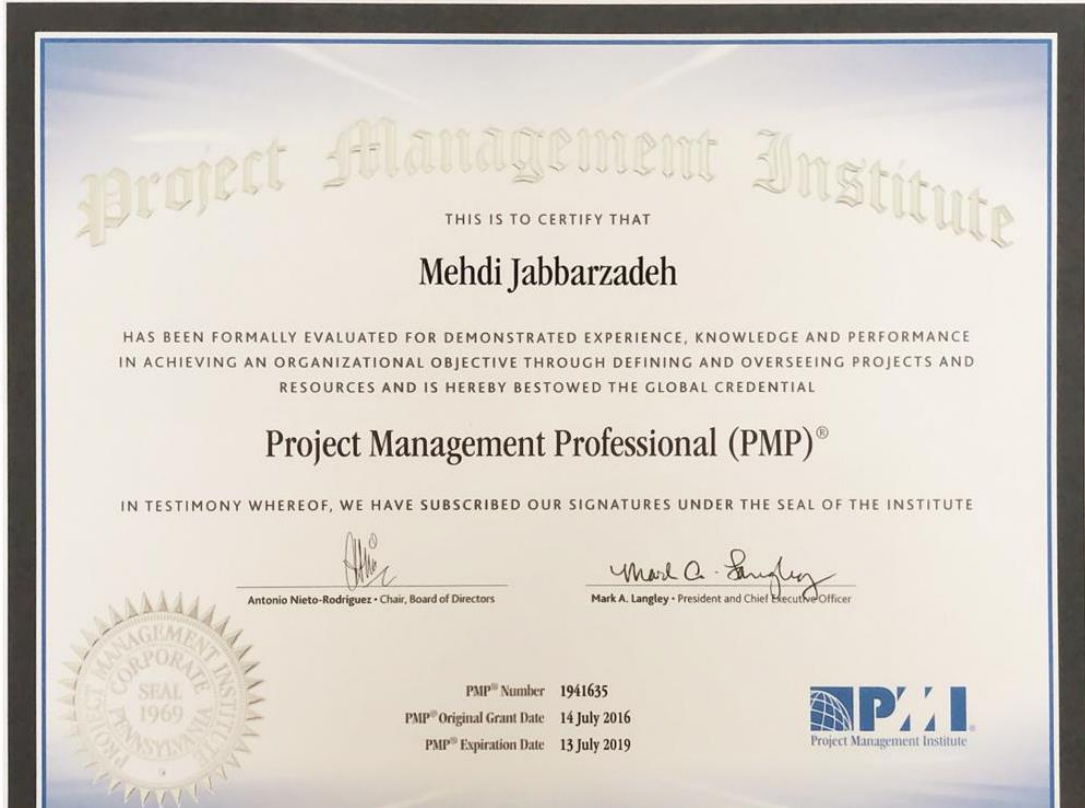 Project Management Institute
THIS IS TO CERTIFY THAT
Mehdi Jabbarzadeh
HAS BEEN FORMALLY EVALUATED FOR DEMONSTRATED EXPERIENCE, KNOWLEDGE AND PERFORMANCE
IN ACHIEVING AN ORGANIZATIONAL OBJECTIVE THROUGH DEFINING AND OVERSEEING PROJECTS AND
RESOURCES AND IS HEREBY BESTOWED THE GLOBAL CREDENTIAL
Project Management Professional (PMP)®
IN TESTIMONY WHEREOF, WE HAVE SUBSCRIBED OUR SIGNATURES UNDER THE SEAL OF THE INSTITUTE
Mark A. Langley
Antonio Nieto-Rodriguez • Chair, Board of Directors
Mark A. Langley • President and Chief Executive Officer
PROJECT MANAGEMENT INSTITUTE
CORPORATE
SEAL
1969
PENNSYLVANIA
PMP® Number 1941635
PMP® Original Grant Date 14 July 2016
PMP® Expiration Date 13 July 2019
PMI®
Project Management Institute